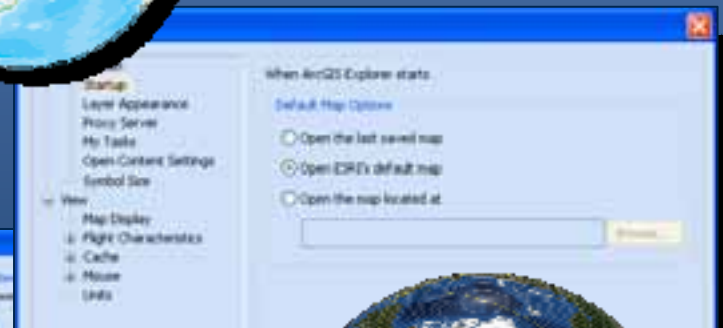 Startup
Layer Appearance
Proxy Server
My Tasks
Open Content Settings
Symbol Size
View
Map Display
Flight Characteristics
Cache
Mouse
Units
When ArcGIS Explorer starts
Default Map Options
Open the last saved map
Open ESRI's default map
Open the map located at
Browse...